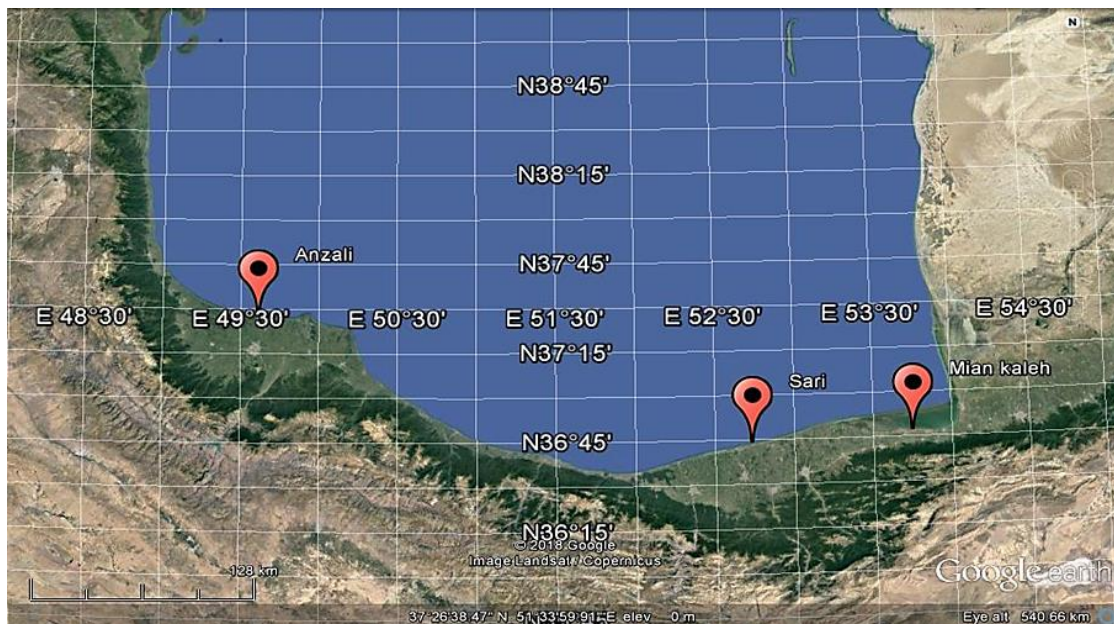 N
N38°45'
N38°15'
Anzali
N37°45'
E 48°30' E 49°30' E 50°30' E 51°30' E 52°30' E 53°30' E 54°30'
N37°15'
Sari Mian kaleh
N36°45'
N36°15'
© 2018 Google
Image Landsat / Copernicus
128 km
Google earth
37°26'38.47" N 51°33'59.91" E elev 0 m Eye alt 540.66 km